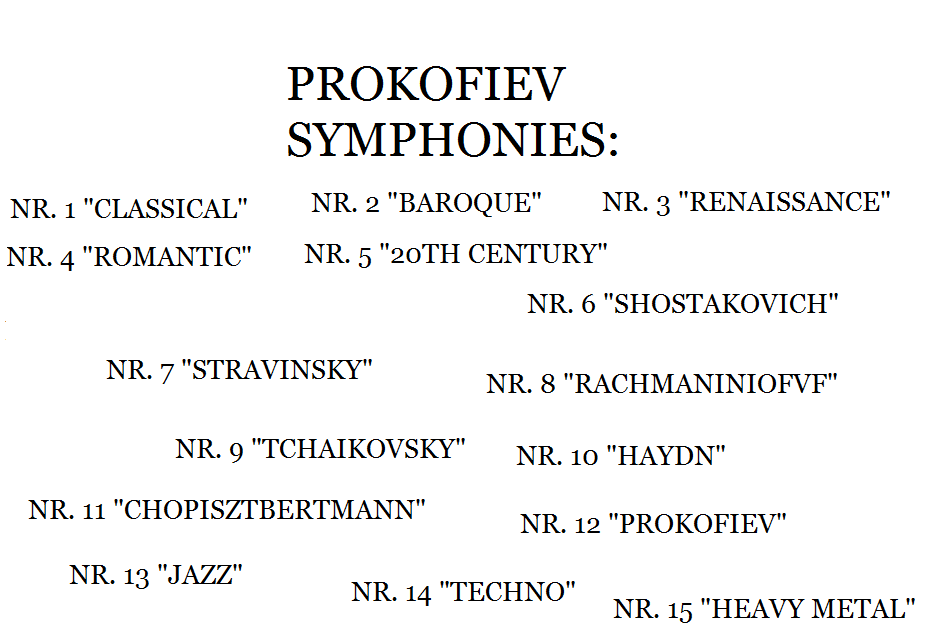 PROKOFIEV
SYMPHONIES:
NR. 1 "CLASSICAL"
NR. 2 "BAROQUE"
NR. 3 "RENAISSANCE"
NR. 4 "ROMANTIC"
NR. 5 "20TH CENTURY"
NR. 6 "SHOSTAKOVICH"
NR. 7 "STRAVINSKY"
NR. 8 "RACHMANINIOFVF"
NR. 9 "TCHAIKOVSKY"
NR. 10 "HAYDN"
NR. 11 "CHOPISZTBERTMANN"
NR. 12 "PROKOFIEV"
NR. 13 "JAZZ"
NR. 14 "TECHNO"
NR. 15 "HEAVY METAL"